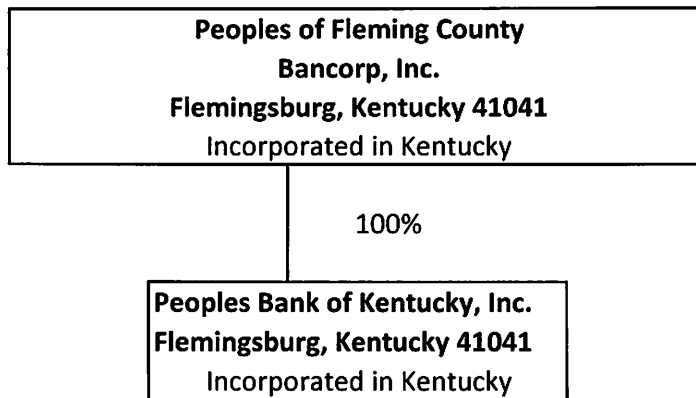 Peoples of Fleming County
Bancorp, Inc.
Flemingsburg, Kentucky 41041
Incorporated in Kentucky
100%
Peoples Bank of Kentucky, Inc.
Flemingsburg, Kentucky 41041
Incorporated in Kentucky